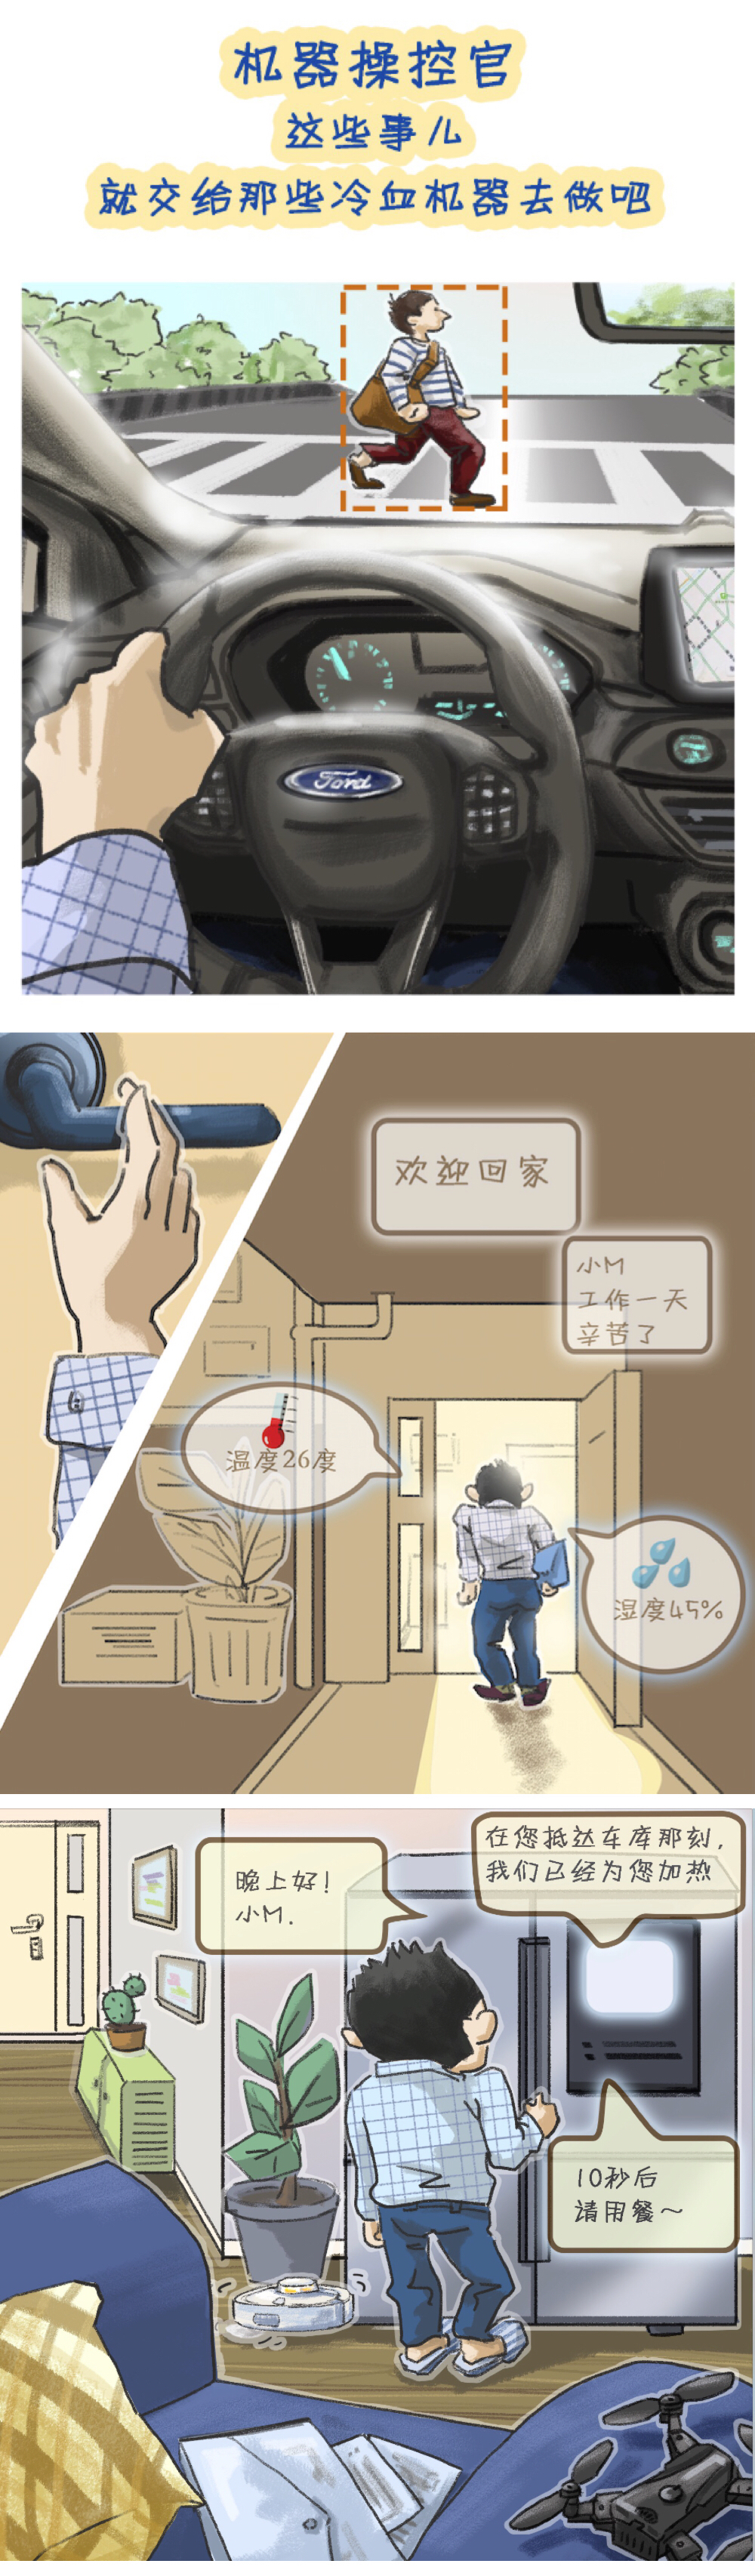 机器操控官
这些事儿
就交给那些冷血机器去做吧
Ford
欢迎回家
小M
工作一天
辛苦了
温度26度
湿度45%
在您抵达车库那刻，
我们已经为您加热
晚上好！
小M.
10秒后
请用餐～